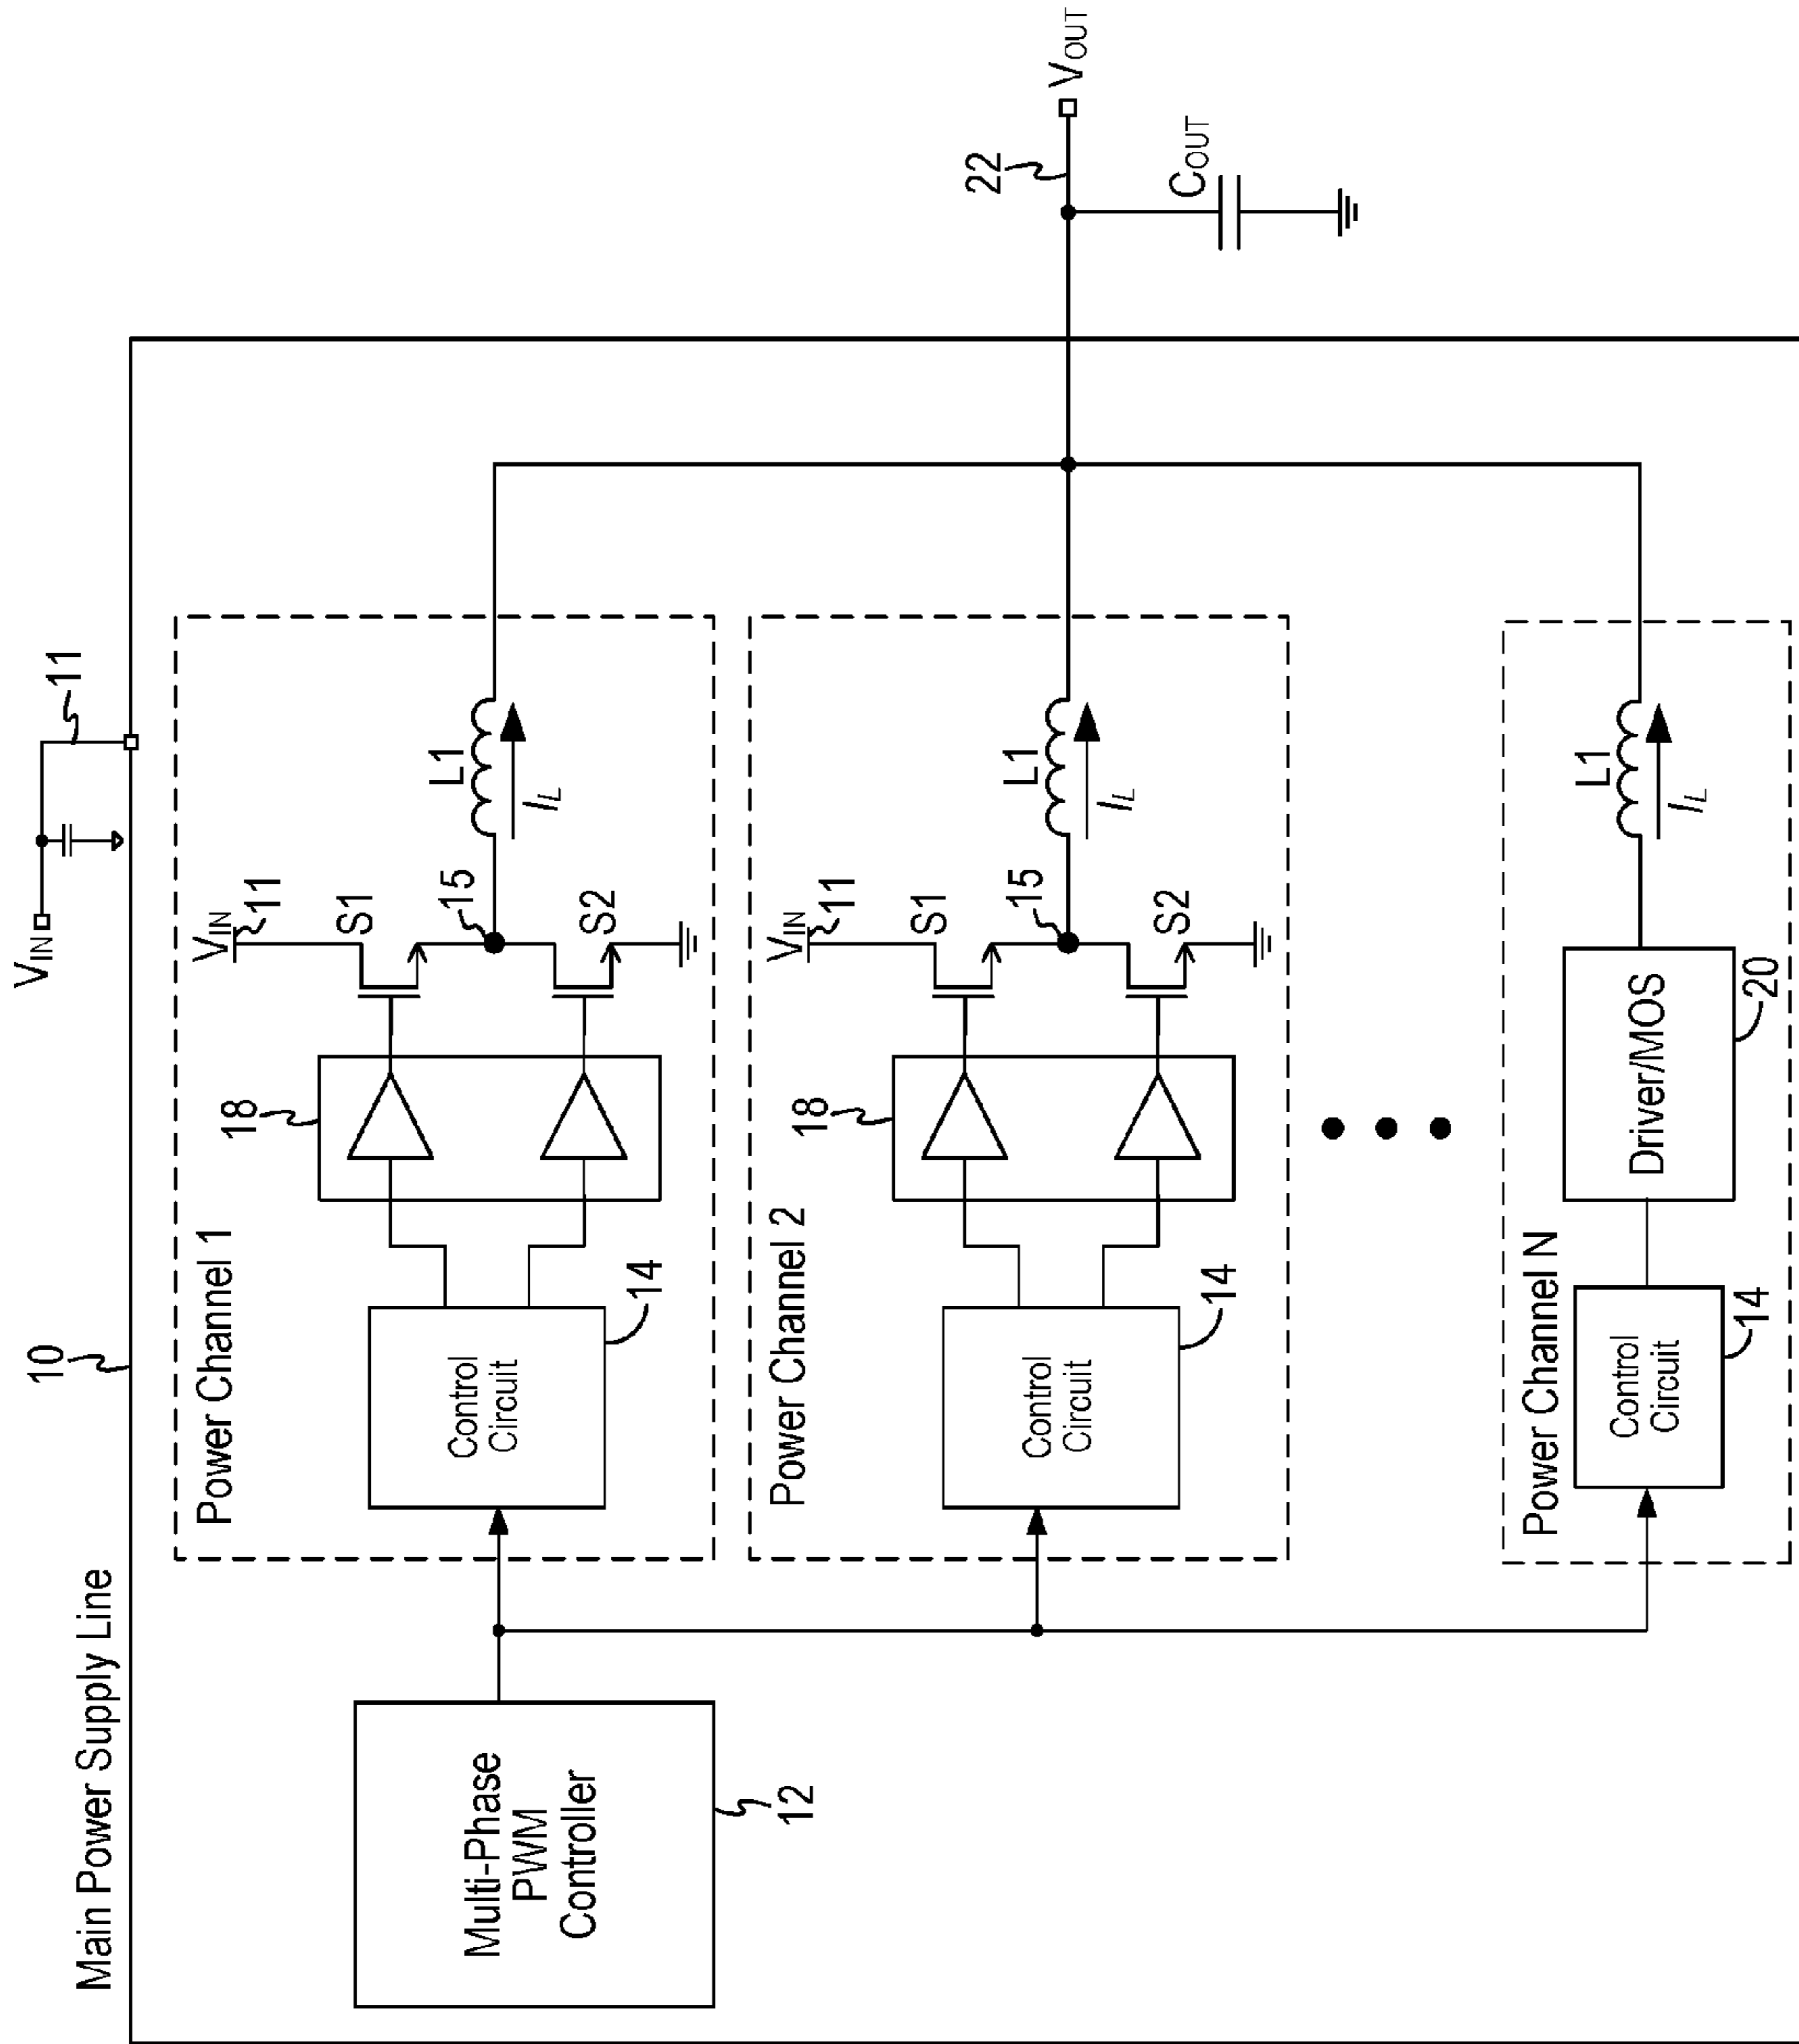 Main Power Supply Line
10
VIN
11
Multi-Phase
PWM
Controller
12
Power Channel 1
Control
Circuit
14
18
VIN
11
S1
15
S2
L1
IL
Power Channel 2
Control
Circuit
14
18
VIN
11
S1
15
S2
L1
IL
Power Channel N
Control
Circuit
14
Driver/MOS
20
L1
IL
22
VOUT
COUT